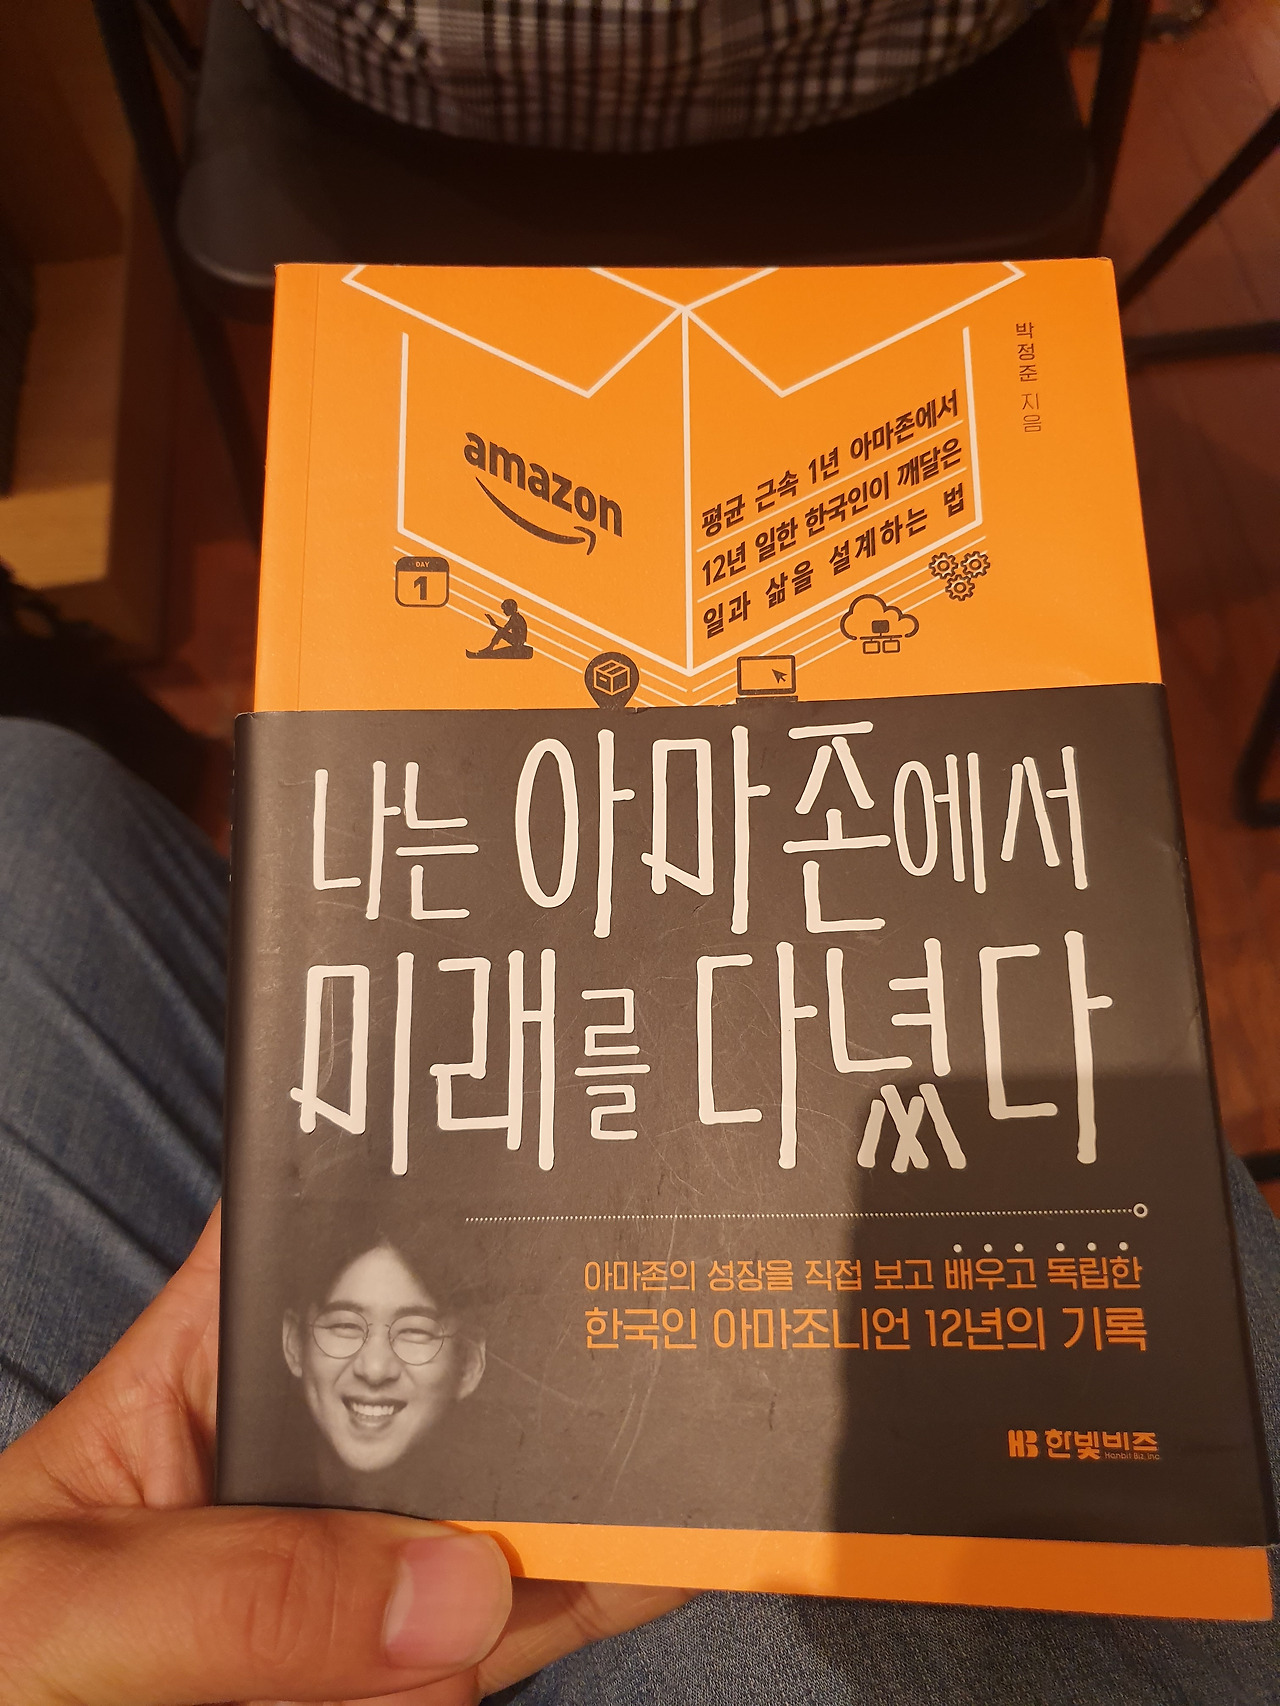 박정준 지음
amazon
평균 근속 1년 아마존에서
12년 일한 한국인이 깨달은
일과 삶을 설계하는 법
DAY
1
나는 아마존에서
미래를 다녔다
아마존의 성장을 직접 보고 배우고 독립한
한국인 아마조니언 12년의 기록
HB 한빛비즈
Hanbit Biz, Inc.